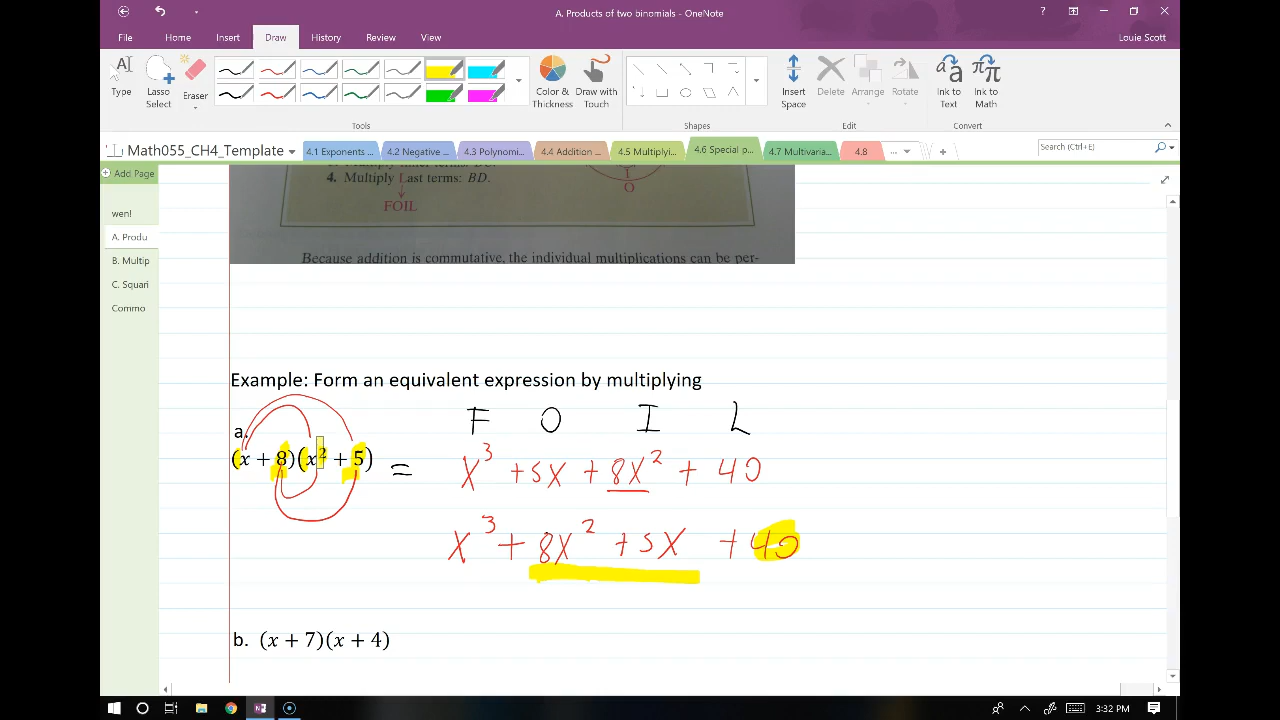 A. Products of two binomials - OneNote
File Home Insert Draw History Review View Louie Scott
Type Lasso Select Eraser Color & Thickness Draw with Touch Insert Space Delete Arrange Rotate Ink to Text Ink to Math
Tools Shapes Edit Convert
Math055_CH4_Template 4.1 Exponents ... 4.2 Negative ... 4.3 Polynomi... 4.4 Addition ... 4.5 Multiplyi... 4.6 Special p... 4.7 Multivaria... 4.8 ... Search (Ctrl+E)
Add Page
wen!
A. Produ
B. Multip
C. Squari
Commo
4. Multiply Last terms: BD.
I
O
FOIL
Because addition is commutative, the individual multiplications can be per-
Example: Form an equivalent expression by multiplying
F O I L
a.
(x + 8)(x² + 5) = x³ + 5x + 8x² + 40
x³ + 8x² + 5x + 40
b. (x + 7)(x + 4)
3:32 PM